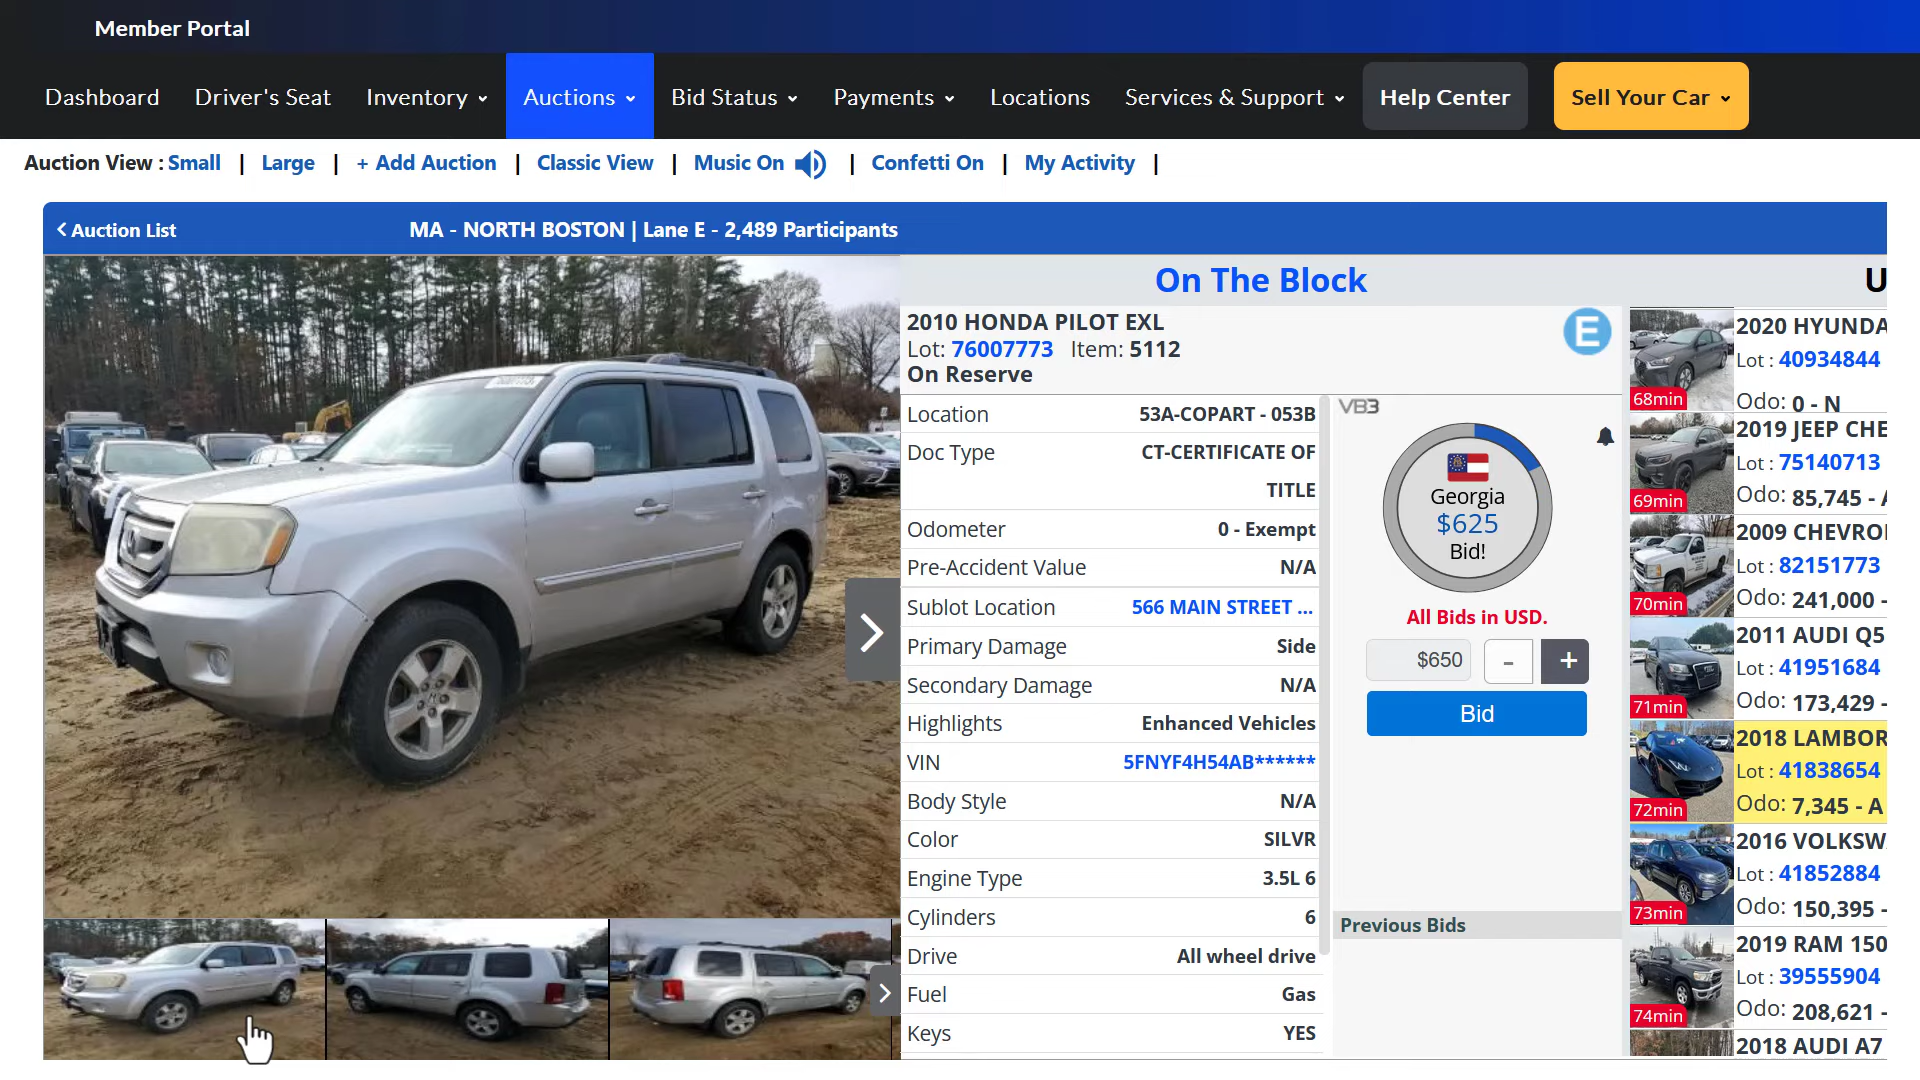 Member Portal
Dashboard Driver's Seat Inventory Auctions Bid Status Payments Locations Services & Support Help Center Sell Your Car
Auction View : Small | Large | + Add Auction | Classic View | Music On | Confetti On | My Activity |
Auction List MA - NORTH BOSTON | Lane E - 2,489 Participants
On The Block U
2010 HONDA PILOT EXL
Lot: 76007773 Item: 5112
On Reserve
E
Location 53A-COPART - 053B
Doc Type CT-CERTIFICATE OF
TITLE
Odometer 0 - Exempt
Pre-Accident Value N/A
Sublot Location 566 MAIN STREET ...
Primary Damage Side
Secondary Damage N/A
Highlights Enhanced Vehicles
VIN 5FNYF4H54AB******
Body Style N/A
Color SILVR
Engine Type 3.5L 6
Cylinders 6
Drive All wheel drive
Fuel Gas
Keys YES
VB3
Georgia
$625
Bid!
All Bids in USD.
$650 - +
Bid
Previous Bids
2020 HYUNDA
Lot : 40934844
68min Odo: 0 - N
2019 JEEP CHE
Lot : 75140713
69min Odo: 85,745 - A
2009 CHEVRO
Lot : 82151773
70min Odo: 241,000 -
2011 AUDI Q5
Lot : 41951684
71min Odo: 173,429 -
2018 LAMBOR
Lot : 41838654
72min Odo: 7,345 - A
2016 VOLKSW
Lot : 41852884
73min Odo: 150,395 -
2019 RAM 150
Lot : 39555904
74min Odo: 208,621 -
2018 AUDI A7